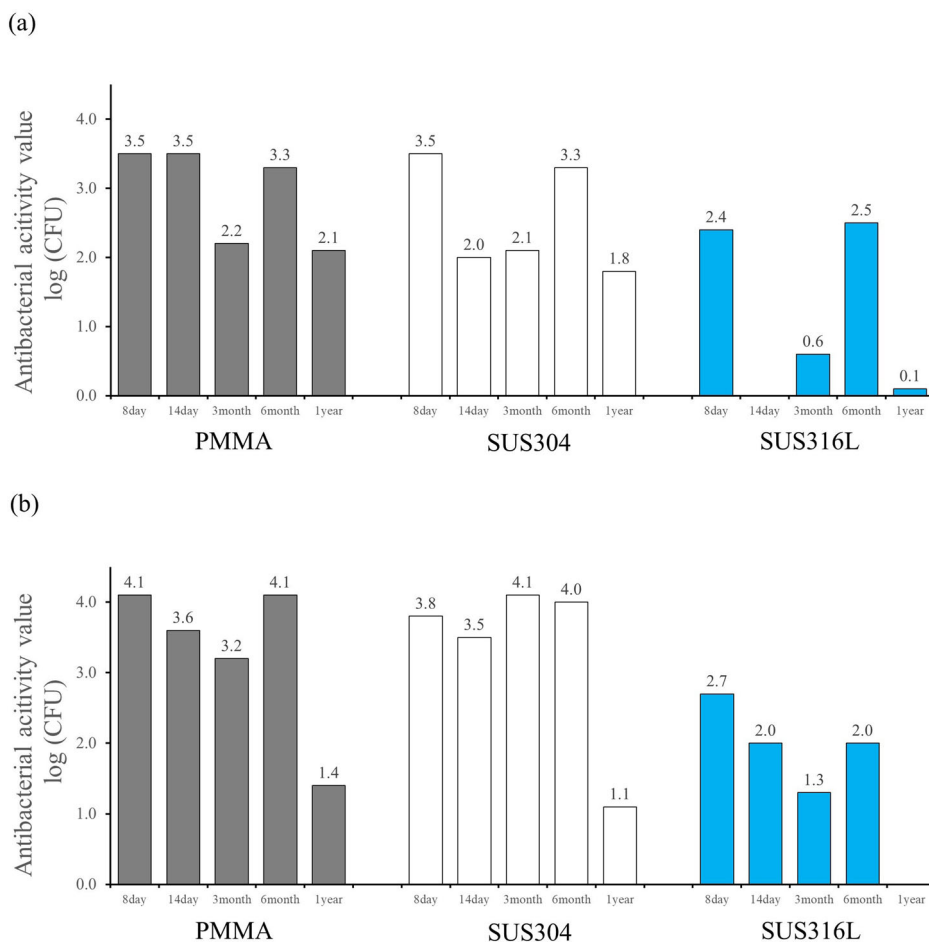 (a)
Antibacterial acitivity value
log (CFU)
4.0
3.0
2.0
1.0
0.0
3.5 3.5 2.2 3.3 2.1
3.5 2.0 2.1 3.3 1.8
2.4 0.6 2.5 0.1
8day 14day 3month 6month 1year
8day 14day 3month 6month 1year
8day 14day 3month 6month 1year
PMMA SUS304 SUS316L
(b)
Antibacterial acitivity value
log (CFU)
4.0
3.0
2.0
1.0
0.0
4.1 3.6 3.2 4.1 1.4
3.8 3.5 4.1 4.0 1.1
2.7 2.0 1.3 2.0
8day 14day 3month 6month 1year
8day 14day 3month 6month 1year
8day 14day 3month 6month 1year
PMMA SUS304 SUS316L